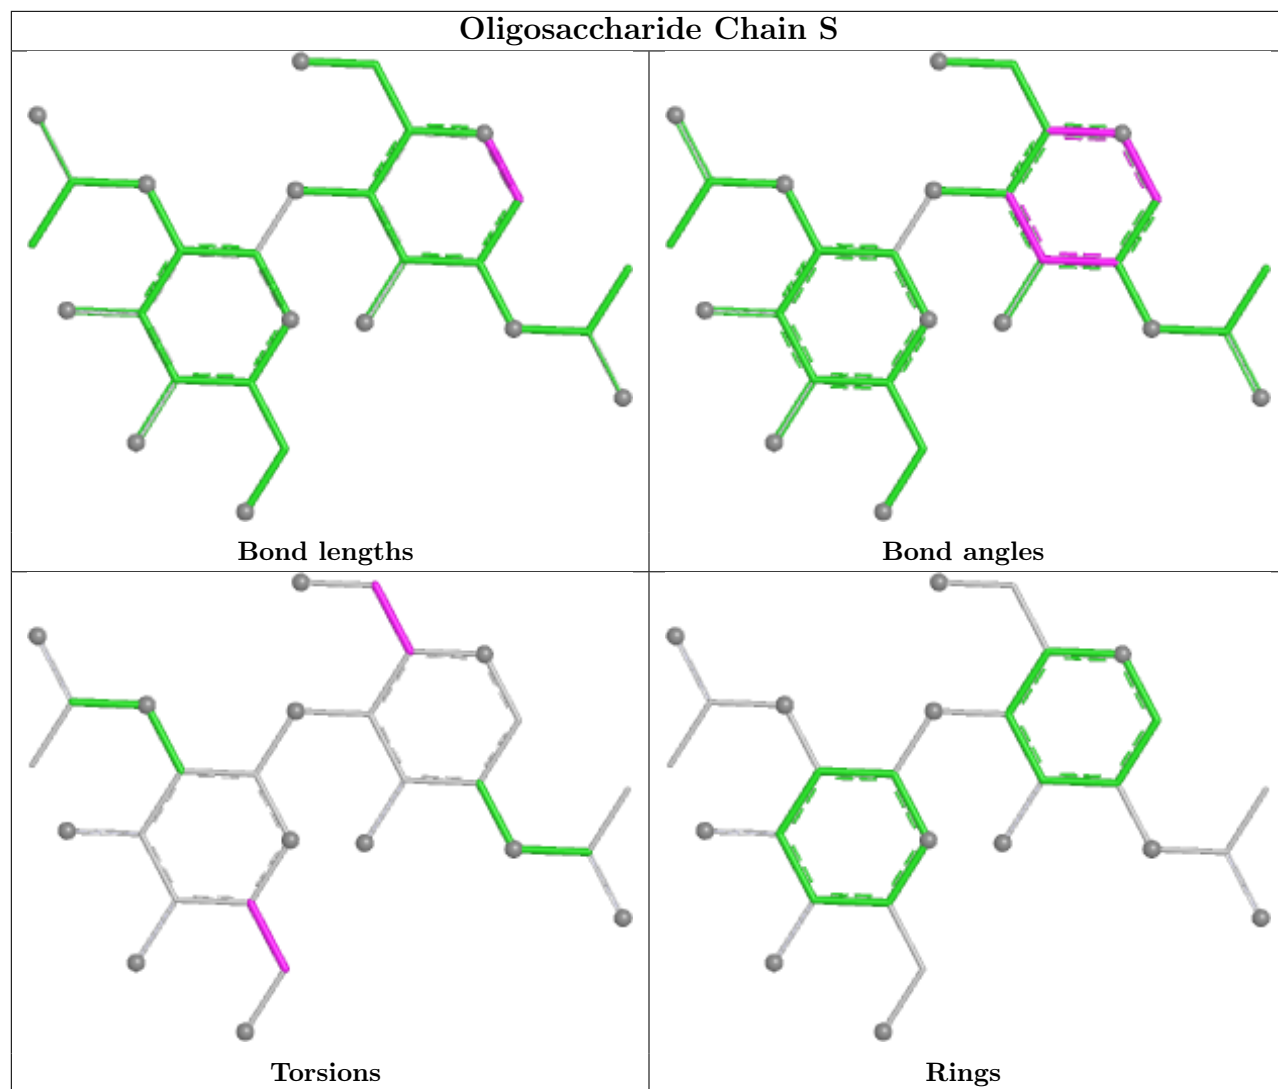 Oligosaccharide Chain S
Bond lengths
Bond angles
Torsions
Rings